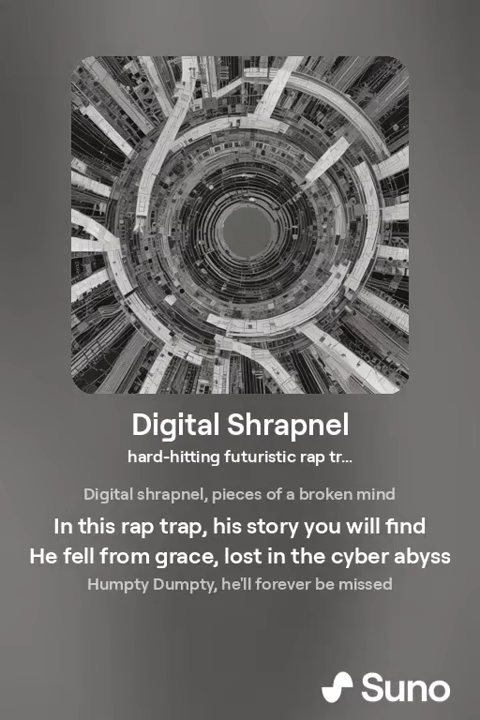 Digital Shrapnel
hard-hitting futuristic rap tr...
Digital shrapnel, pieces of a broken mind
In this rap trap, his story you will find
He fell from grace, lost in the cyber abyss
Humpty Dumpty, he'll forever be missed
Suno